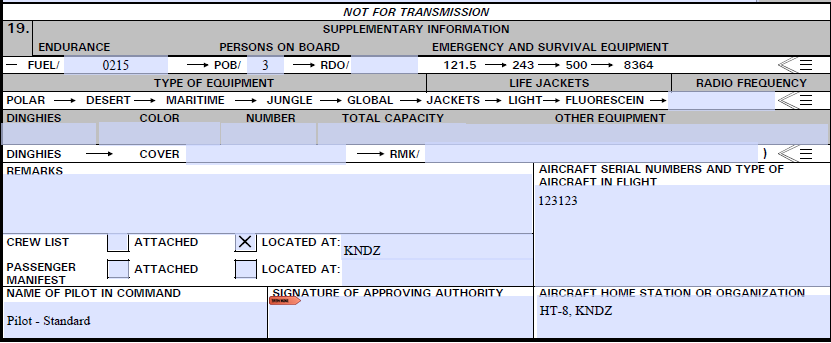 NOT FOR TRANSMISSION
19. SUPPLEMENTARY INFORMATION
ENDURANCE PERSONS ON BOARD EMERGENCY AND SURVIVAL EQUIPMENT
— FUEL/ 0215 → POB/ 3 → RDO/ 121.5 → 243 → 500 → 8364
TYPE OF EQUIPMENT LIFE JACKETS RADIO FREQUENCY
POLAR → DESERT → MARITIME → JUNGLE → GLOBAL → JACKETS → LIGHT → FLUORESCEIN →
DINGHIES COLOR NUMBER TOTAL CAPACITY OTHER EQUIPMENT
DINGHIES → COVER → RMK/ )
REMARKS
AIRCRAFT SERIAL NUMBERS AND TYPE OF
AIRCRAFT IN FLIGHT
123123
CREW LIST ATTACHED X LOCATED AT: KNDZ
PASSENGER
MANIFEST ATTACHED LOCATED AT:
NAME OF PILOT IN COMMAND SIGNATURE OF APPROVING AUTHORITY AIRCRAFT HOME STATION OR ORGANIZATION
Pilot - Standard HT-8, KNDZ